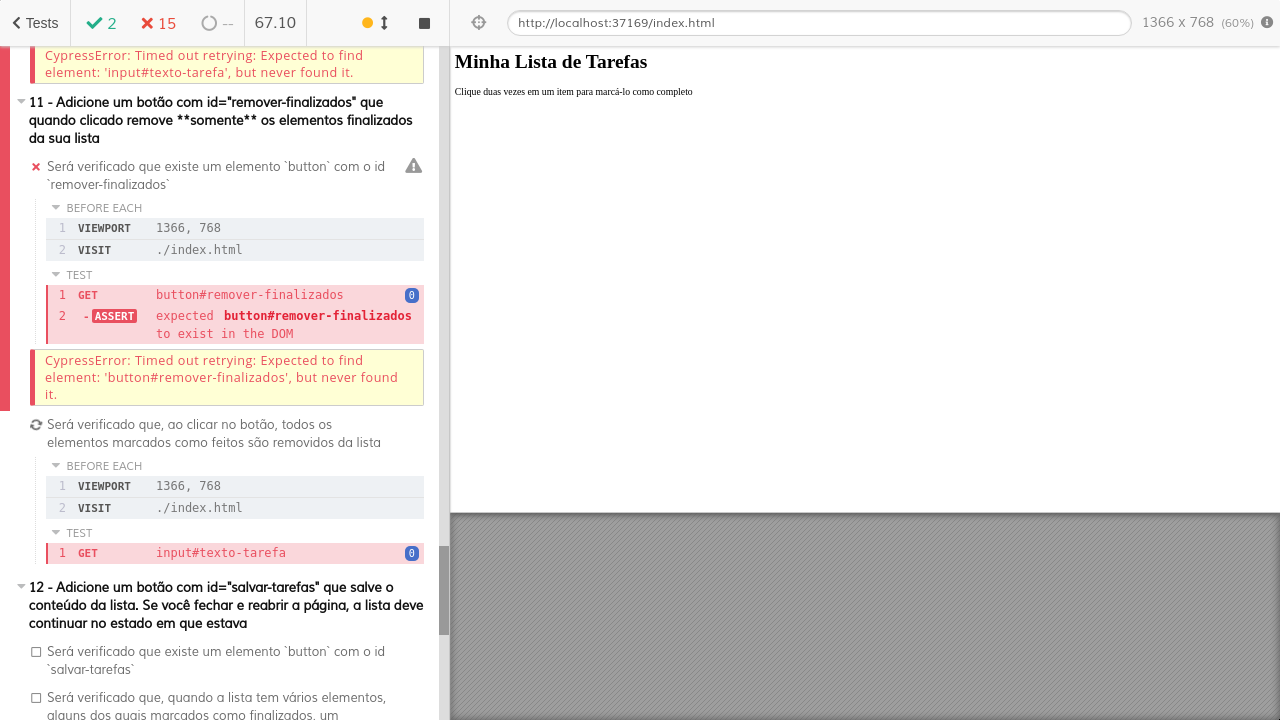 Tests 2 15 -- 67.10
http://localhost:37169/index.html 1366 x 768 (60%)
CypressError: Timed out retrying: Expected to find
element: 'input#texto-tarefa', but never found it.
11 - Adicione um botão com id="remover-finalizados" que
quando clicado remove **somente** os elementos finalizados
da sua lista
Será verificado que existe um elemento `button` com o id
`remover-finalizados`
BEFORE EACH
1 VIEWPORT 1366, 768
2 VISIT ./index.html
TEST
1 GET button#remover-finalizados 0
2 -ASSERT expected button#remover-finalizados
to exist in the DOM
CypressError: Timed out retrying: Expected to find
element: 'button#remover-finalizados', but never found
it.
Será verificado que, ao clicar no botão, todos os
elementos marcados como feitos são removidos da lista
BEFORE EACH
1 VIEWPORT 1366, 768
2 VISIT ./index.html
TEST
1 GET input#texto-tarefa 0
12 - Adicione um botão com id="salvar-tarefas" que salve o
conteúdo da lista. Se você fechar e reabrir a página, a lista deve
continuar no estado em que estava
Será verificado que existe um elemento `button` com o id
`salvar-tarefas`
Será verificado que, quando a lista tem vários elementos,
alguns dos quais marcados como finalizados, um
Minha Lista de Tarefas
Clique duas vezes em um item para marcá-lo como completo